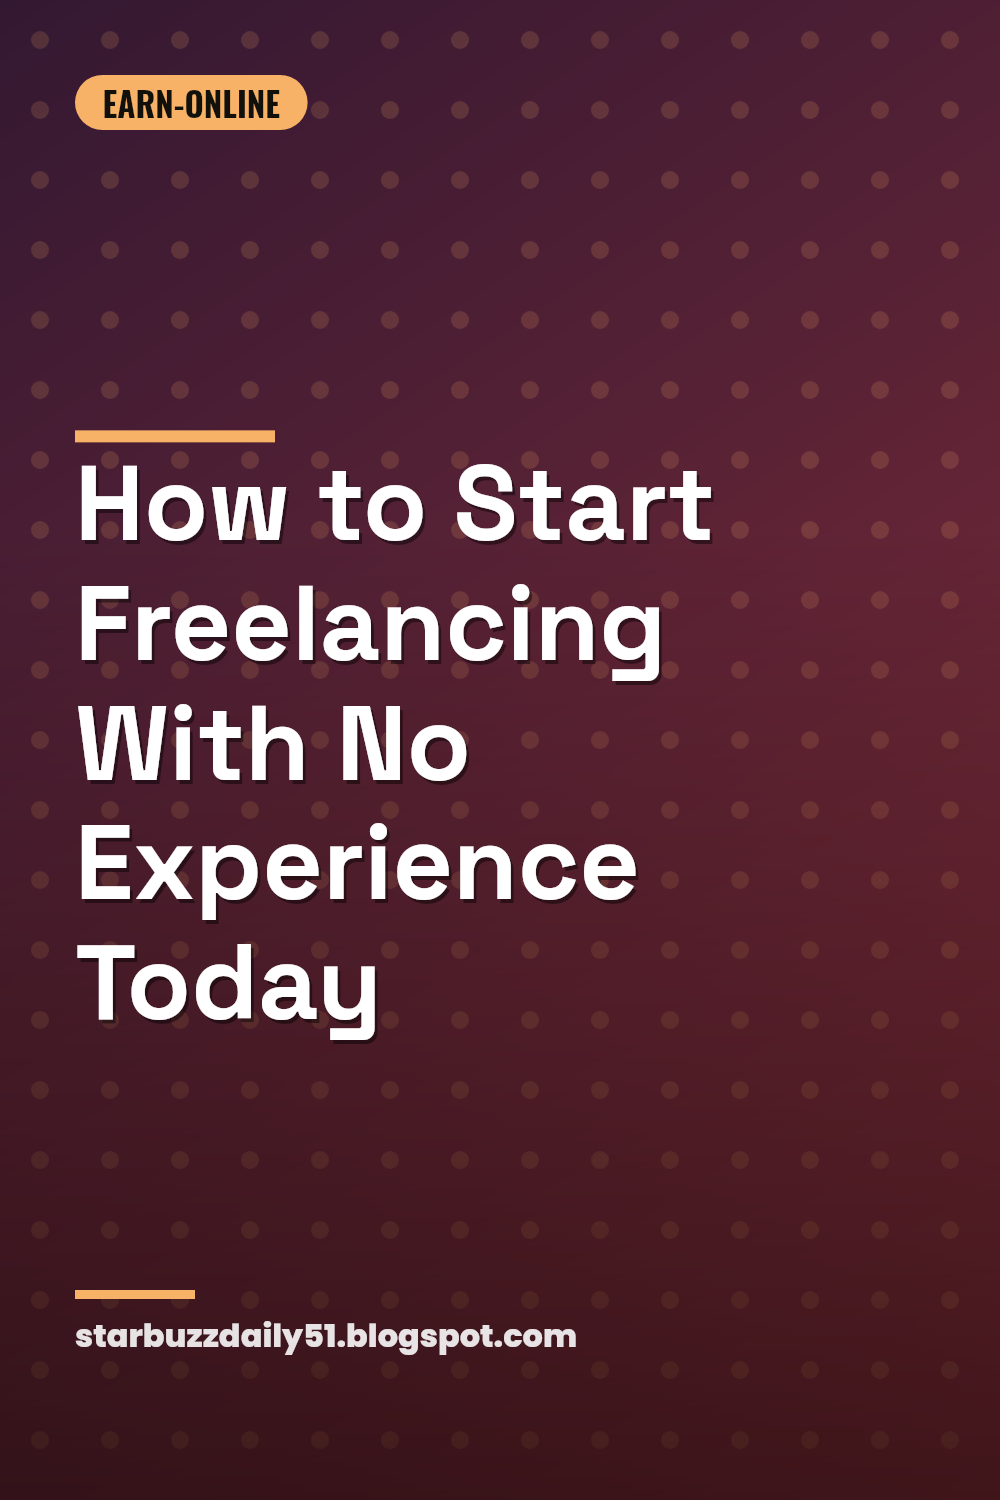 EARN-ONLINE
How to Start
Freelancing
With No
Experience
Today
starbuzzdaily51.blogspot.com